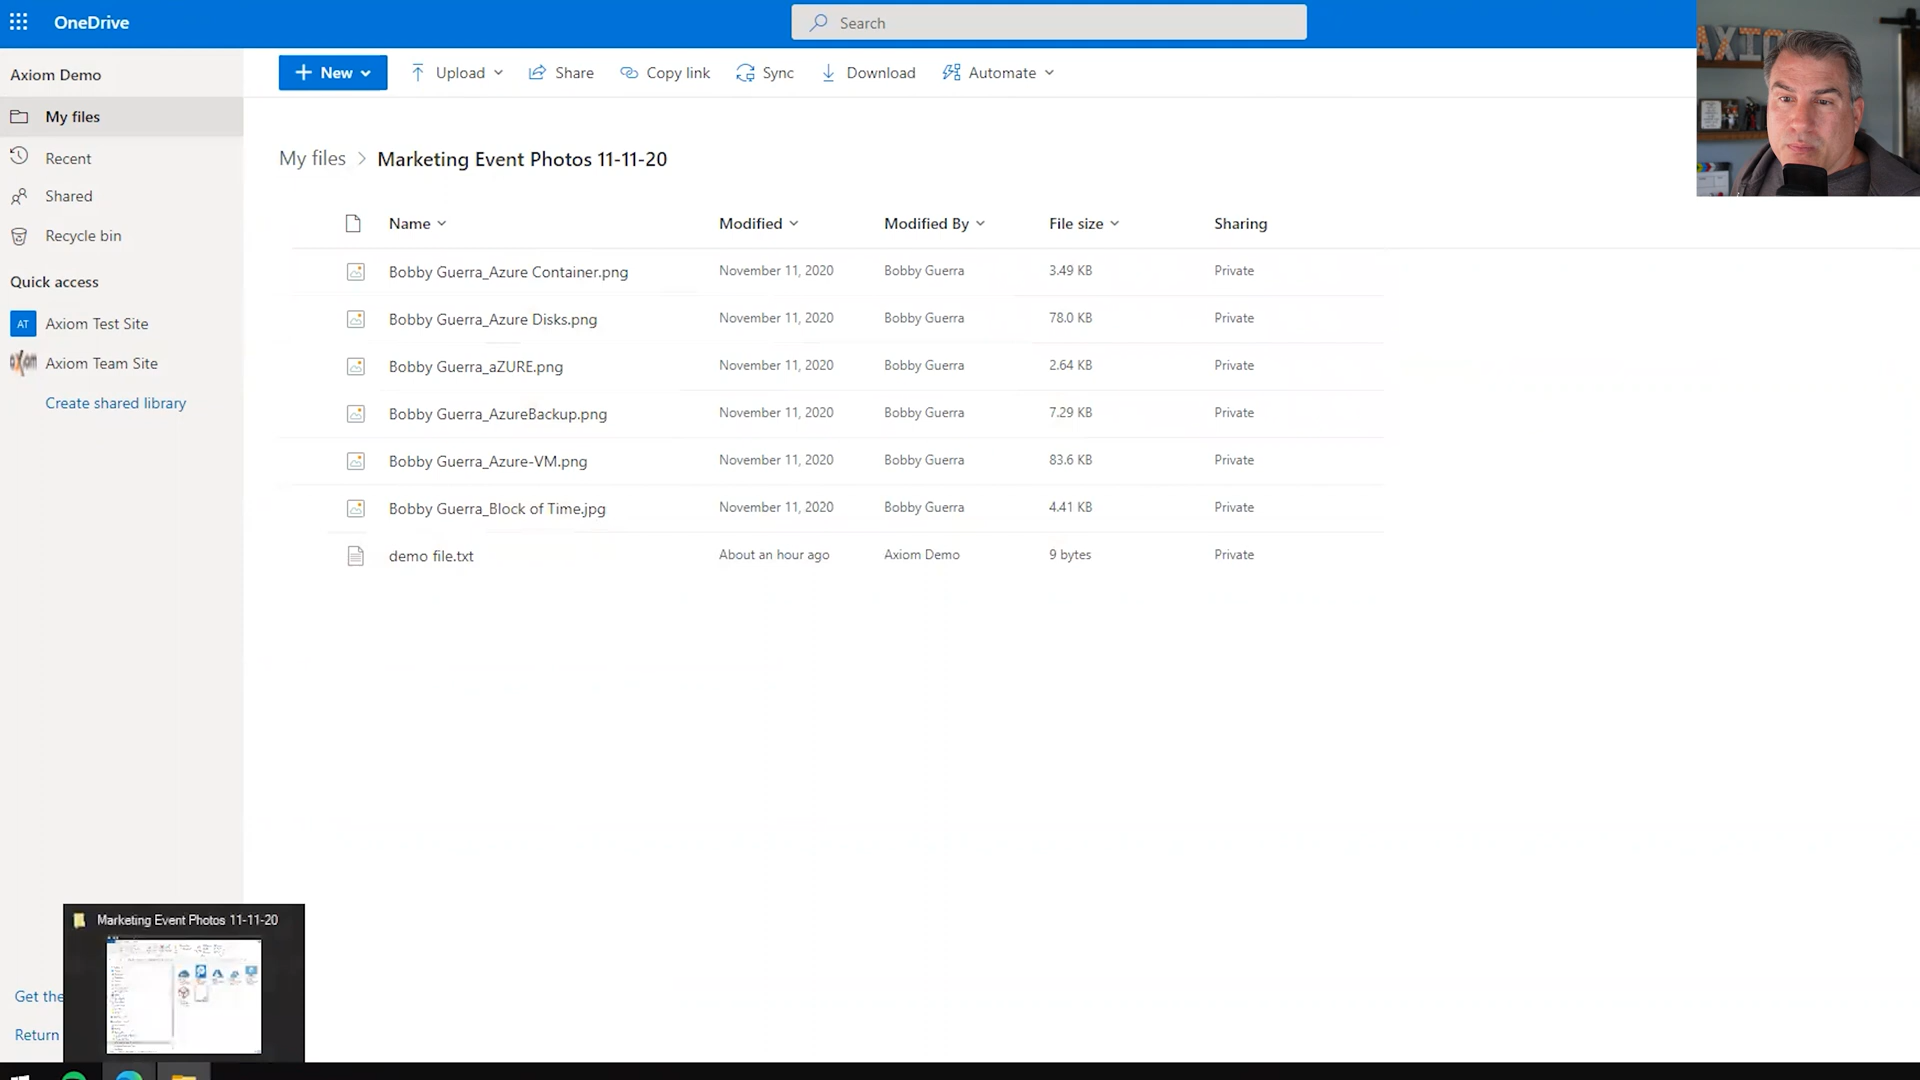 OneDrive
Search
Axiom Demo
New
Upload
Share
Copy link
Sync
Download
Automate
My files
Recent
Shared
Recycle bin
Quick access
AT
Axiom Test Site
axiom
Axiom Team Site
Create shared library
My files
Marketing Event Photos 11-11-20
Name Modified Modified By File size Sharing
Bobby Guerra_Azure Container.png November 11, 2020 Bobby Guerra 3.49 KB Private
Bobby Guerra_Azure Disks.png November 11, 2020 Bobby Guerra 78.0 KB Private
Bobby Guerra_aZURE.png November 11, 2020 Bobby Guerra 2.64 KB Private
Bobby Guerra_AzureBackup.png November 11, 2020 Bobby Guerra 7.29 KB Private
Bobby Guerra_Azure-VM.png November 11, 2020 Bobby Guerra 83.6 KB Private
Bobby Guerra_Block of Time.jpg November 11, 2020 Bobby Guerra 4.41 KB Private
demo file.txt About an hour ago Axiom Demo 9 bytes Private
Marketing Event Photos 11-11-20
Get the
Return
AXIO